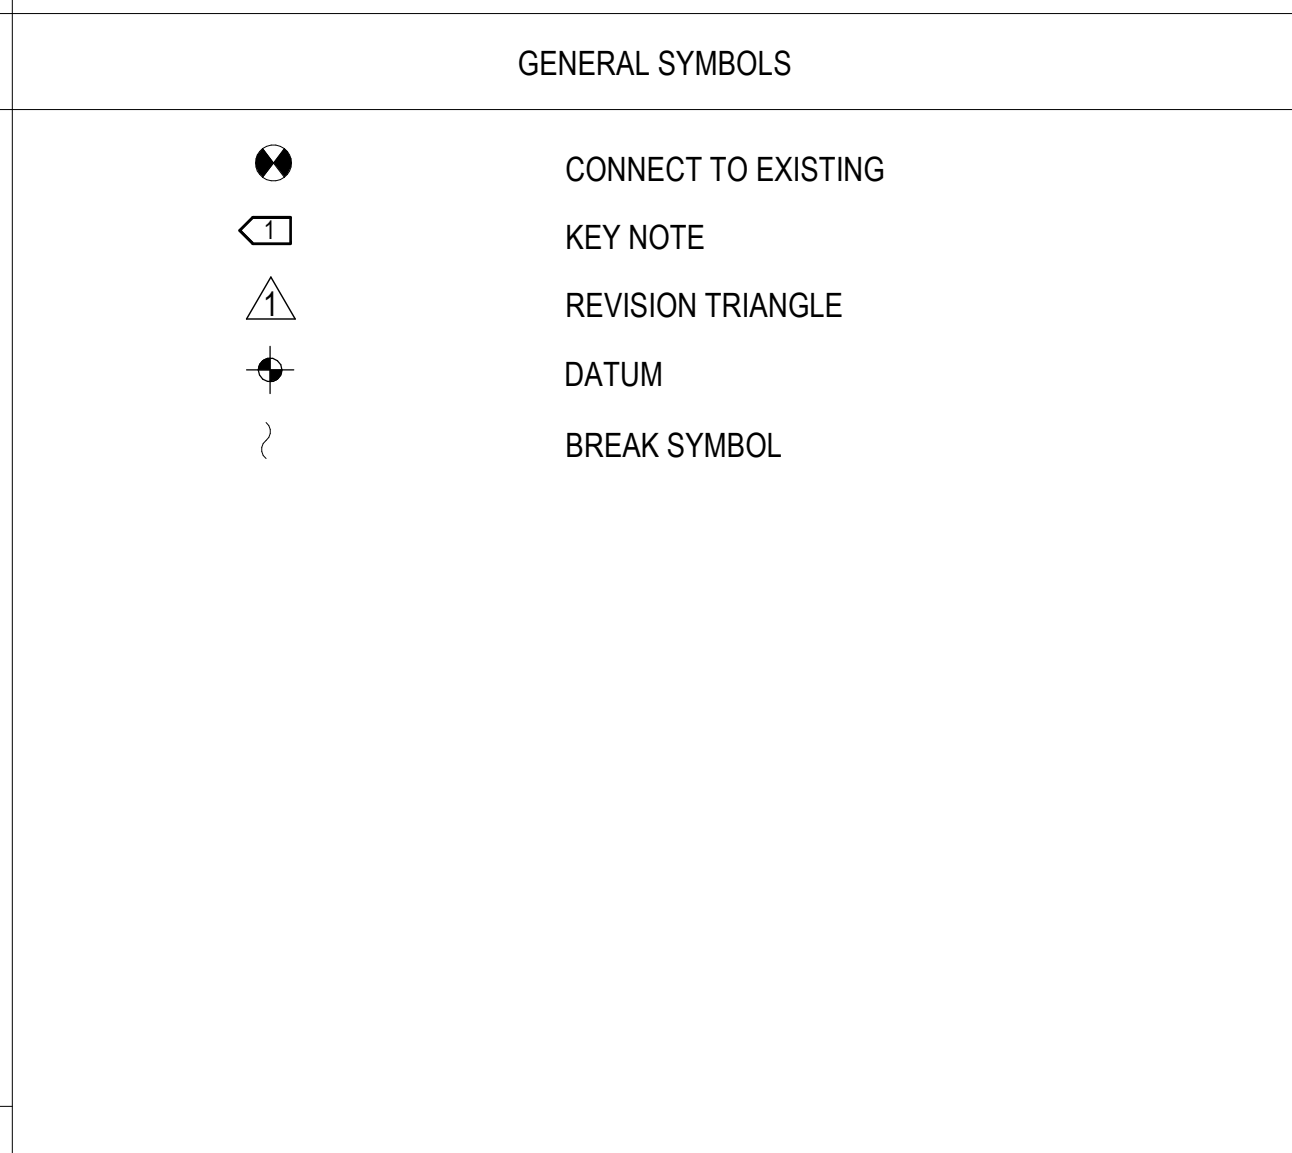 GENERAL SYMBOLS
CONNECT TO EXISTING
1 KEY NOTE
1 REVISION TRIANGLE
DATUM
BREAK SYMBOL